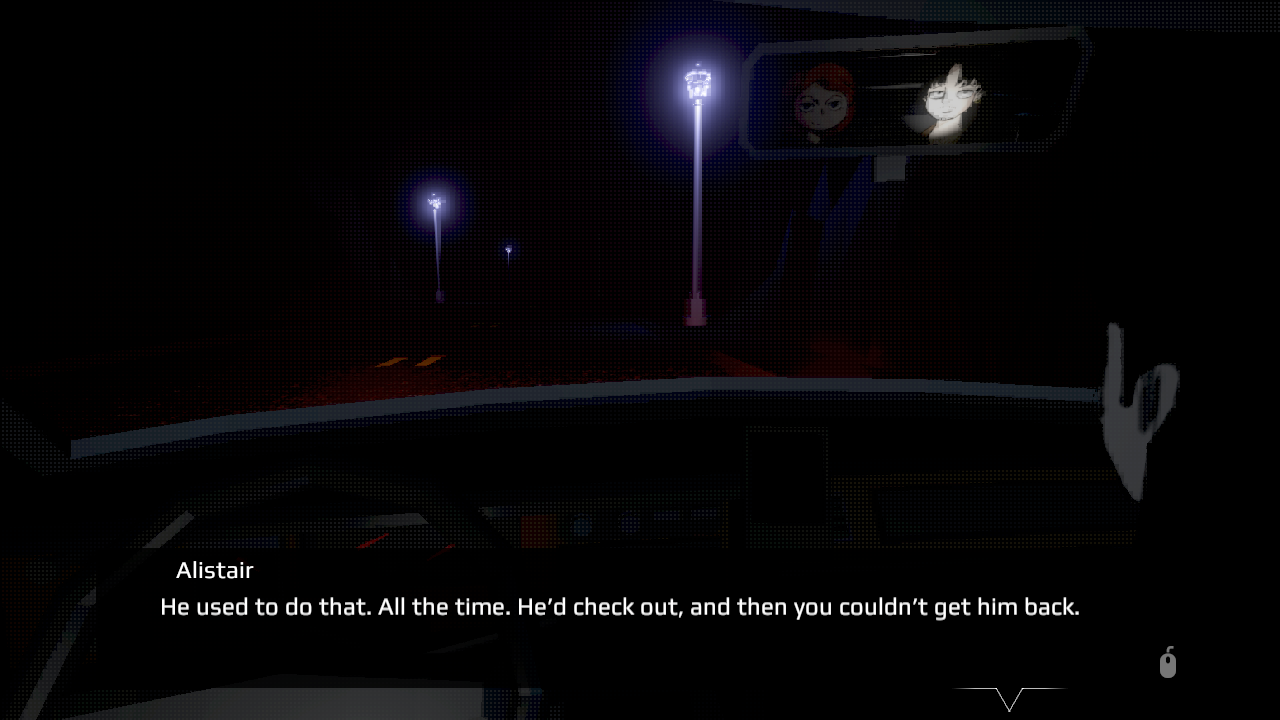 Alistair
He used to do that. All the time. He’d check out, and then you couldn’t get him back.